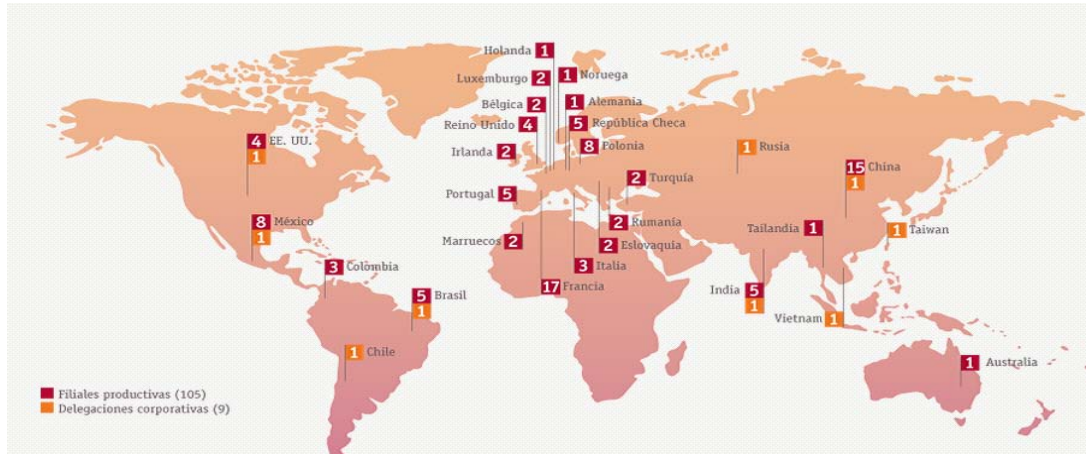 Holanda 1
Luxemburgo 2
1 Noruega
Bélgica 2
1 Alemania
Reino Unido 4
5 República Checa
4 EE. UU.
1
Irlanda 2
8 Polonia
1 Rusia
15 China
1
Portugal 5
2 Turquía
8 México
1
Marruecos 2
2 Rumanía
2 Eslovaquia
Tailandia 1
1 Taiwan
3 Colombia
3 Italia
17 Francia
5 Brasil
1
India 5
1
Vietnam 1
1 Chile
1 Australia
Filiales productivas (105)
Delegaciones corporativas (9)